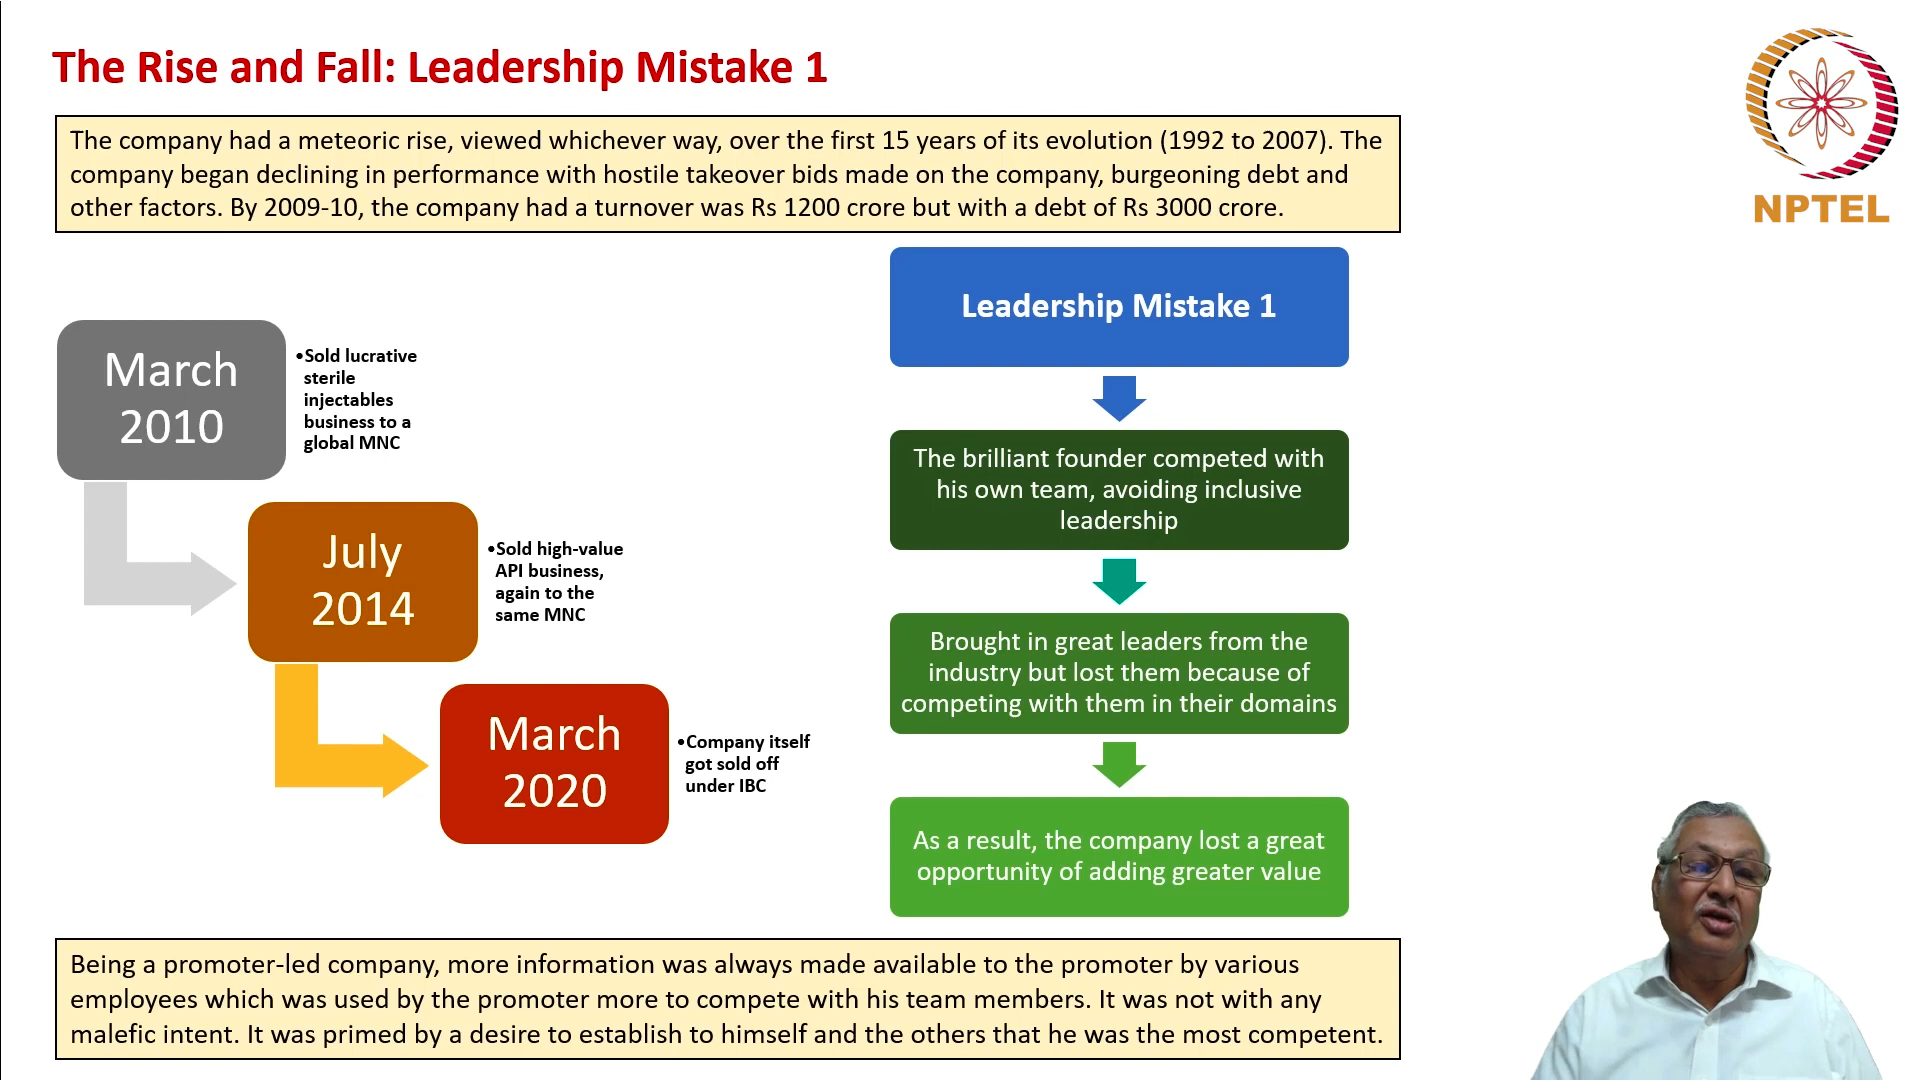 The Rise and Fall: Leadership Mistake 1
NPTEL
The company had a meteoric rise, viewed whichever way, over the first 15 years of its evolution (1992 to 2007). The
company began declining in performance with hostile takeover bids made on the company, burgeoning debt and
other factors. By 2009-10, the company had a turnover was Rs 1200 crore but with a debt of Rs 3000 crore.
March
2010
•Sold lucrative
sterile
injectables
business to a
global MNC
July
2014
•Sold high-value
API business,
again to the
same MNC
March
2020
•Company itself
got sold off
under IBC
Leadership Mistake 1
The brilliant founder competed with
his own team, avoiding inclusive
leadership
Brought in great leaders from the
industry but lost them because of
competing with them in their domains
As a result, the company lost a great
opportunity of adding greater value
Being a promoter-led company, more information was always made available to the promoter by various
employees which was used by the promoter more to compete with his team members. It was not with any
malefic intent. It was primed by a desire to establish to himself and the others that he was the most competent.